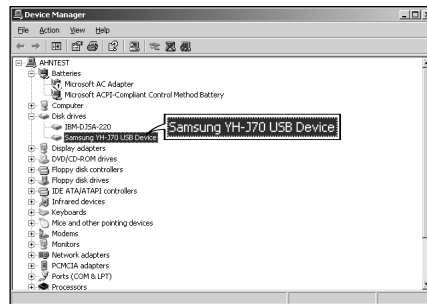 Device Manager
File Action View Help
AHNTEST
Batteries
Microsoft AC Adapter
Microsoft ACPI-Compliant Control Method Battery
Computer
Disk drives
IBM-DJSA-220
Samsung YH-J70 USB Device
Samsung YH-J70 USB Device
Display adapters
DVD/CD-ROM drives
Floppy disk controllers
Floppy disk drives
IDE ATA/ATAPI controllers
Infrared devices
Keyboards
Mice and other pointing devices
Modems
Monitors
Network adapters
PCMCIA adapters
Ports (COM & LPT)
Processors